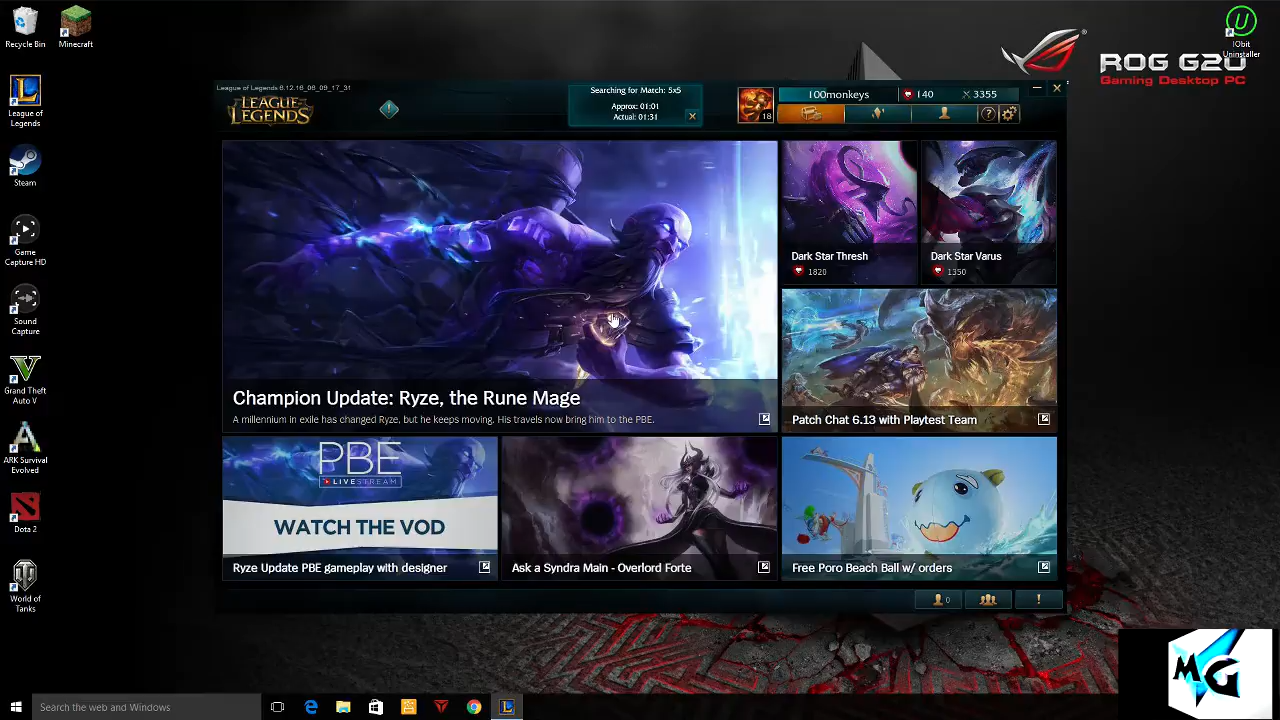 Recycle Bin
Minecraft
League of
Legends
Steam
Game
Capture HD
Sound
Capture
Grand Theft
Auto V
ARK Survival
Evolved
Dota 2
World of
Tanks
IObit
Uninstaller
ROG G20
Gaming Desktop PC
League of Legends 6.12.16_06_09_17_31
LEAGUE OF
LEGENDS
Searching for Match: 5x5
Approx: 01:01
Actual: 01:31
18
100monkeys
140
3355
Champion Update: Ryze, the Rune Mage
A millennium in exile has changed Ryze, but he keeps moving. His travels now bring him to the PBE.
Dark Star Thresh
1820
Dark Star Varus
1350
Patch Chat 6.13 with Playtest Team
PBE
LIVESTREAM
WATCH THE VOD
Ryze Update PBE gameplay with designer
Ask a Syndra Main - Overlord Forte
Free Poro Beach Ball w/ orders
0
MG
Search the web and Windows